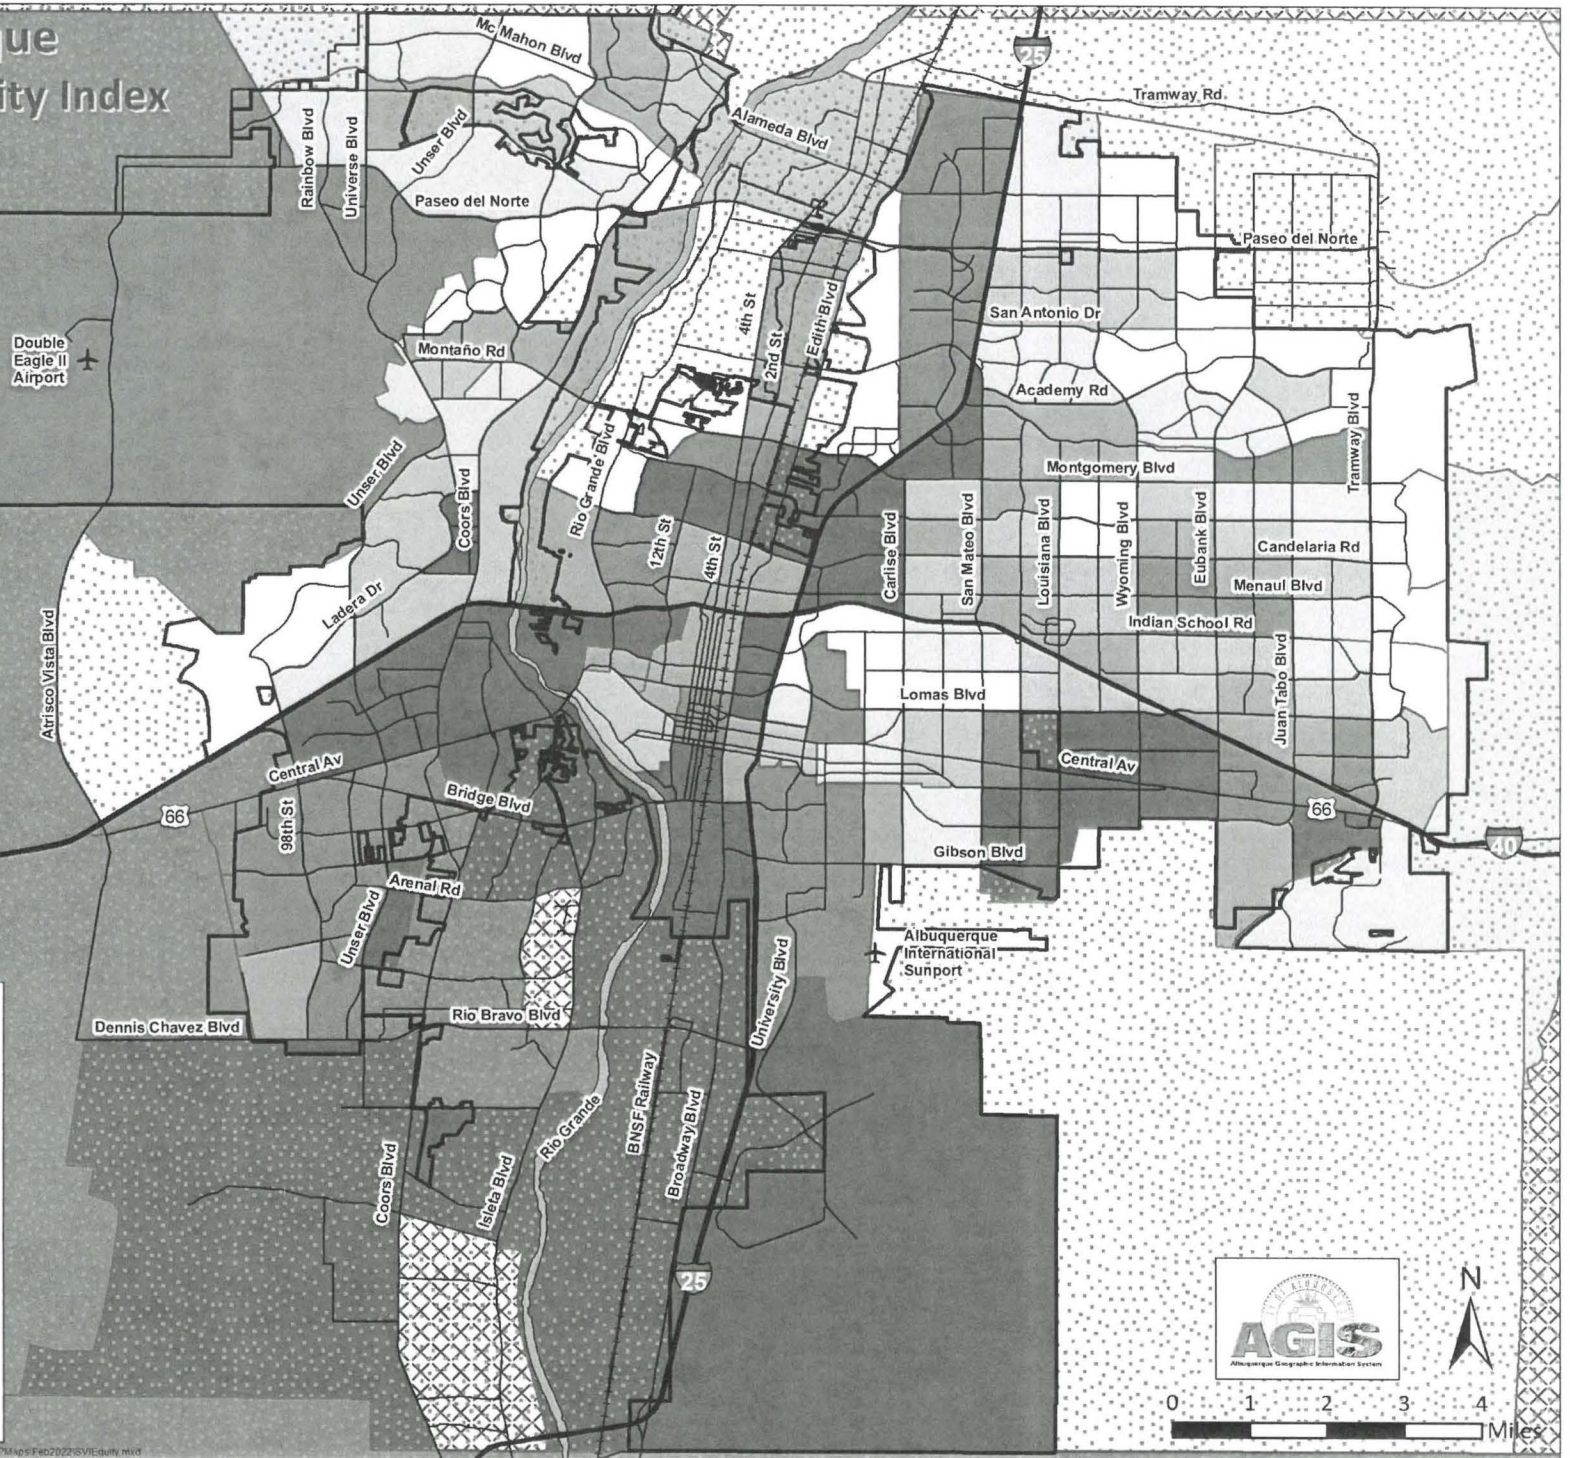 que
ity Index
Mc Mahon Blvd
25
Tramway Rd
Alameda Blvd
Rainbow Blvd
Universe Blvd
Unser Blvd
Paseo del Norte
Paseo del Norte
4th St
2nd St
Edith Blvd
San Antonio Dr
Double
Eagle II
Airport
Montaño Rd
Academy Rd
Tramway Blvd
Rio Grande Blvd
Unser Blvd
Coors Blvd
Montgomery Blvd
12th St
4th St
Carlise Blvd
San Mateo Blvd
Louisiana Blvd
Wyoming Blvd
Eubank Blvd
Candelaria Rd
Menaul Blvd
Ladera Dr
Indian School Rd
Juan Tabo Blvd
Atrisco Vista Blvd
Lomas Blvd
Central Av
Central Av
Bridge Blvd
66
66
98th St
Gibson Blvd
40
Arenal Rd
Unser Blvd
Albuquerque
International
Sunport
University Blvd
Dennis Chavez Blvd
Rio Bravo Blvd
BNSF Railway
Broadway Blvd
Rio Grande
Coors Blvd
Isleta Blvd
25
AGIS
Albuquerque Geographic Information System
N
0 1 2 3 4
Miles
PMaps\Feb2022\SVIEquity.mxd